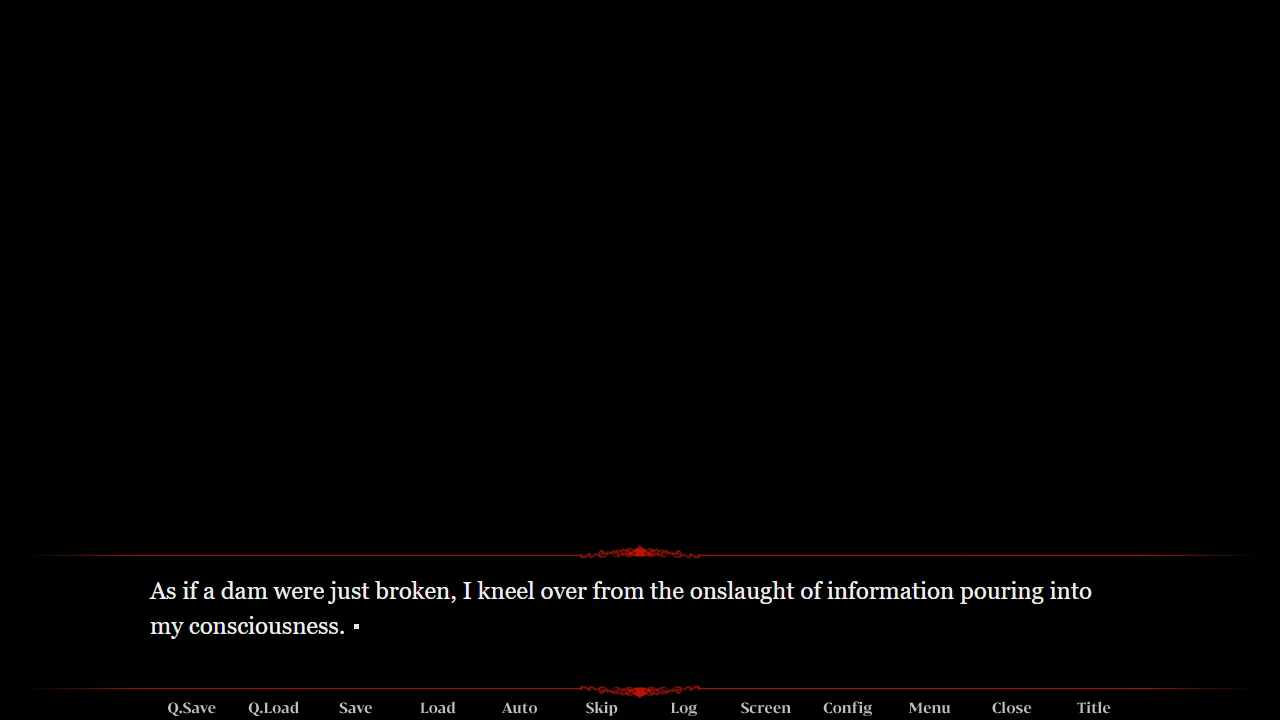 As if a dam were just broken, I kneel over from the onslaught of information pouring into
my consciousness.
Q.Save Q.Load Save Load Auto Skip Log Screen Config Menu Close Title